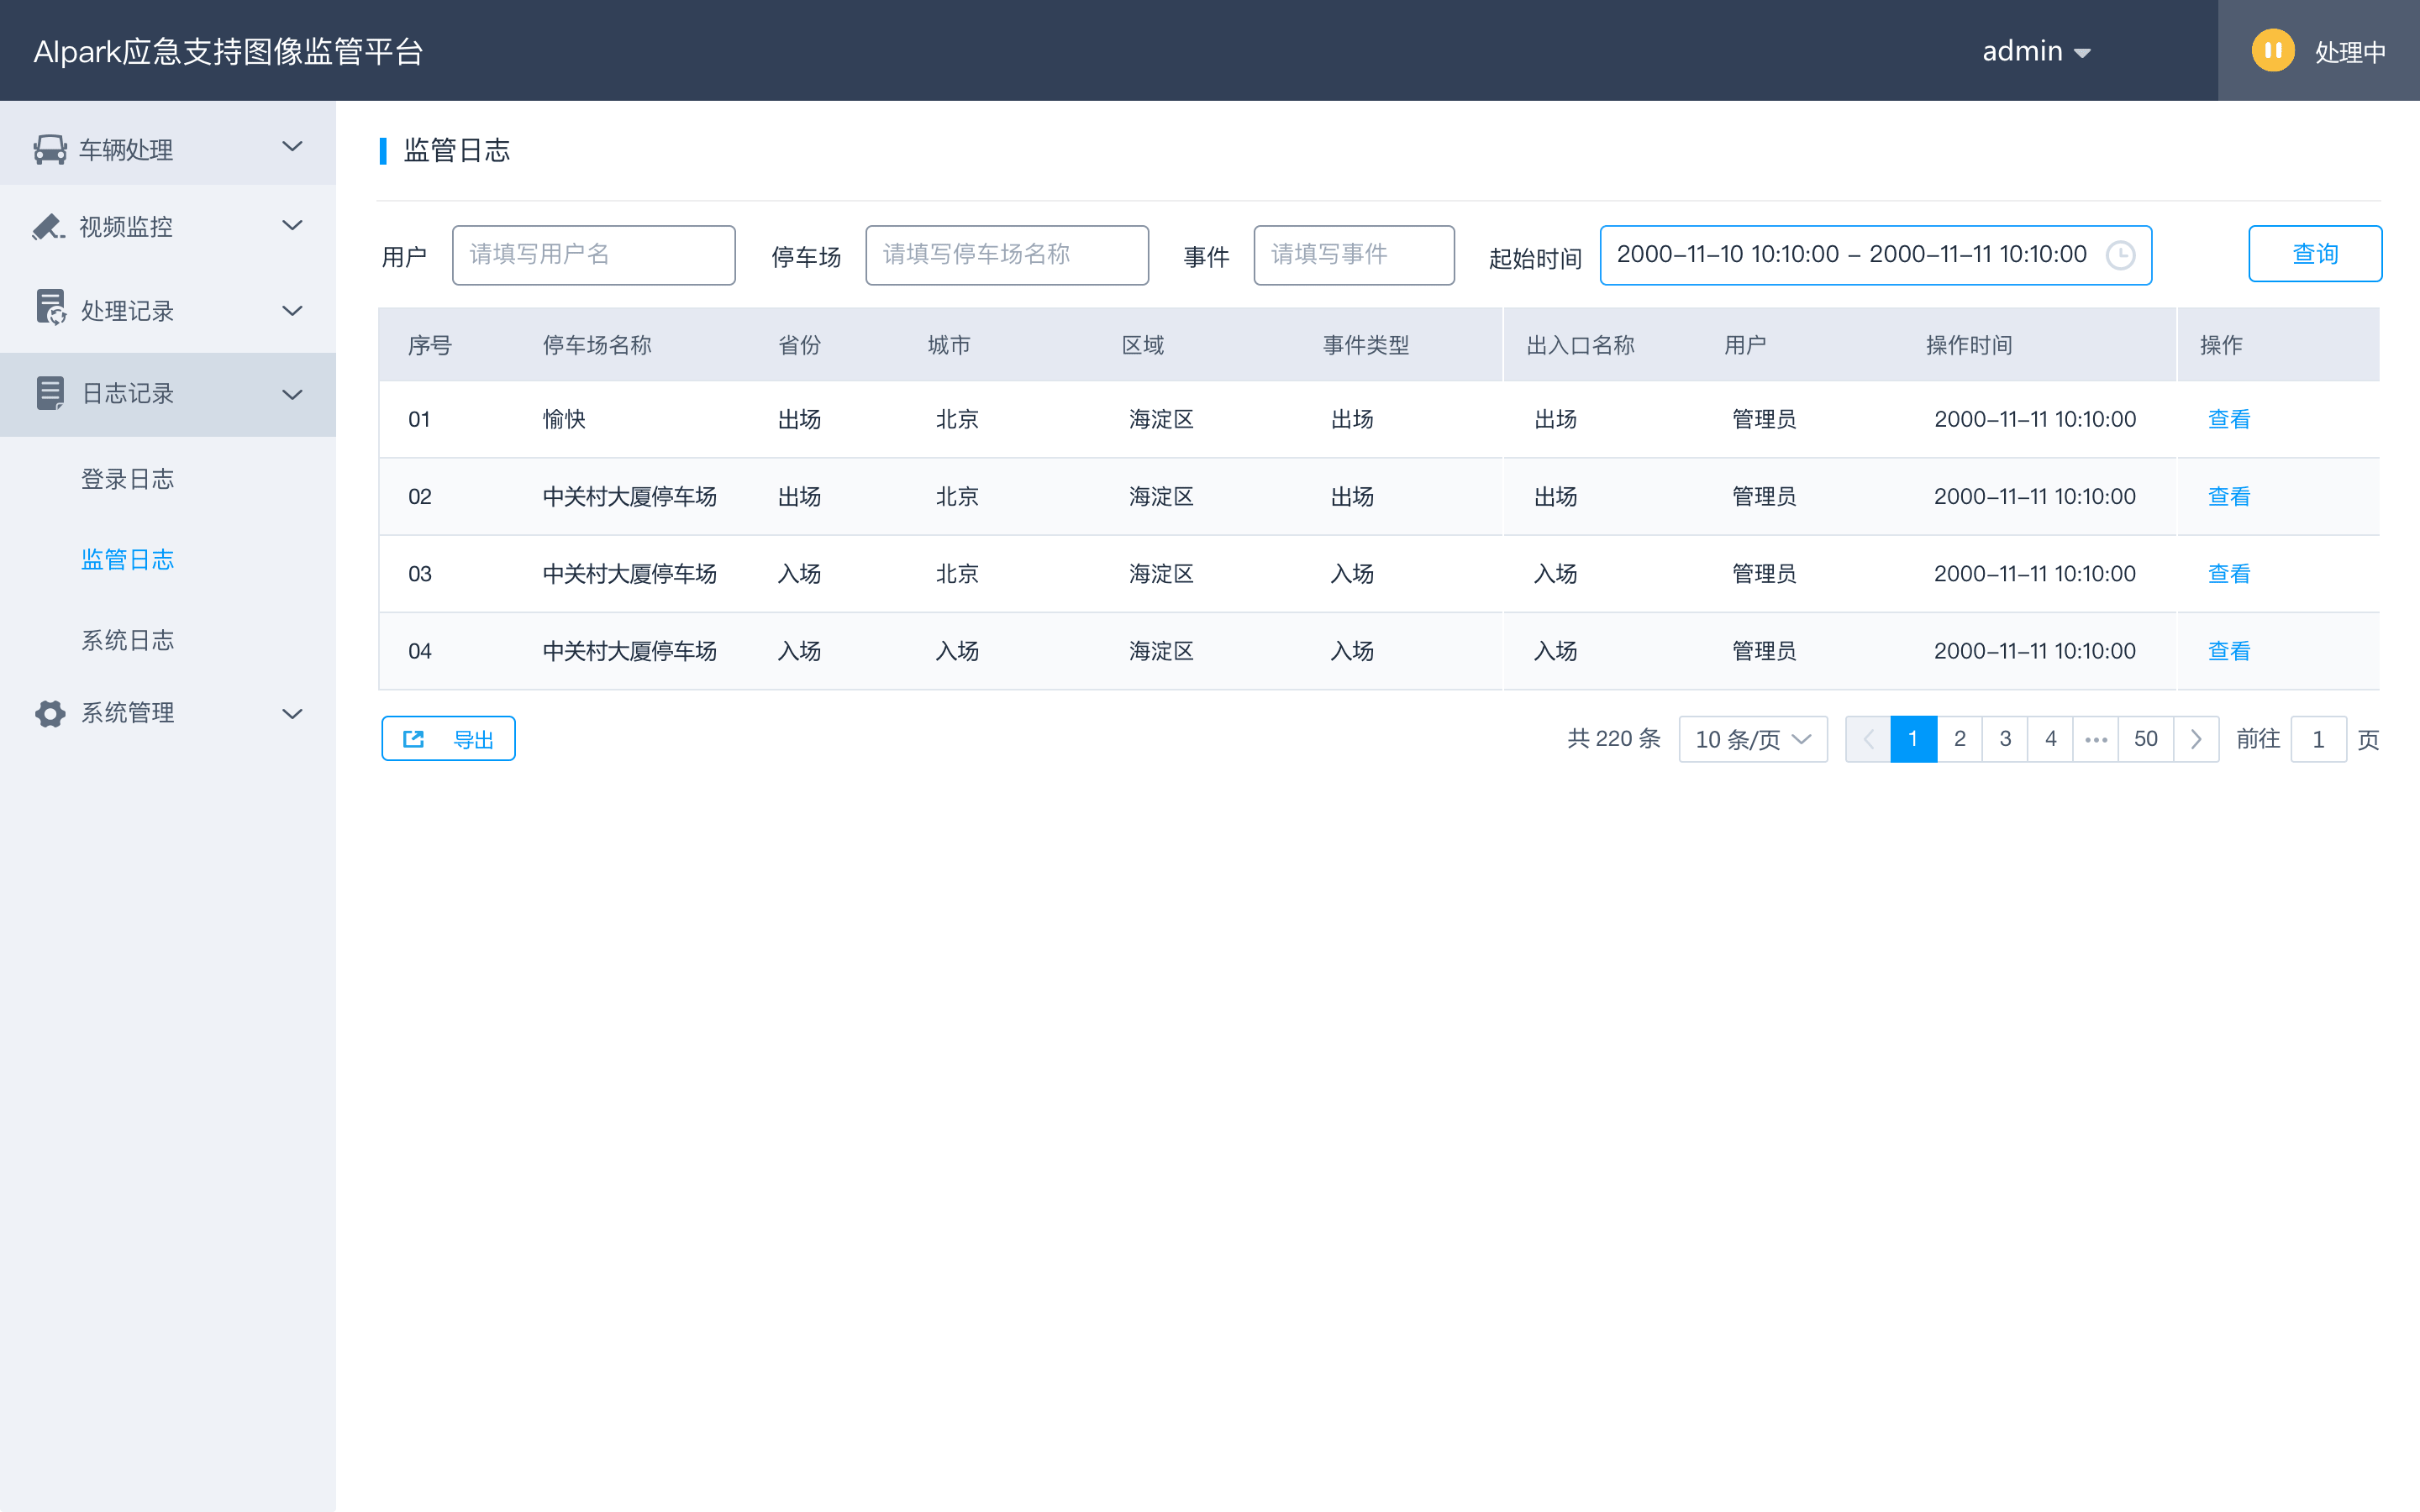 AIpark应急支持图像监管平台
admin
处理中
车辆处理
视频监控
处理记录
日志记录
登录日志
监管日志
系统日志
系统管理
监管日志
用户 请填写用户名 停车场 请填写停车场名称 事件 请填写事件 起始时间 2000-11-10 10:10:00 - 2000-11-11 10:10:00 查询
序号 停车场名称 省份 城市 区域 事件类型 出入口名称 用户 操作时间 操作
01 愉快 出场 北京 海淀区 出场 出场 管理员 2000-11-11 10:10:00 查看
02 中关村大厦停车场 出场 北京 海淀区 出场 出场 管理员 2000-11-11 10:10:00 查看
03 中关村大厦停车场 入场 北京 海淀区 入场 入场 管理员 2000-11-11 10:10:00 查看
04 中关村大厦停车场 入场 入场 海淀区 入场 入场 管理员 2000-11-11 10:10:00 查看
导出
共 220 条 10 条/页 1 2 3 4 ••• 50 前往 1 页